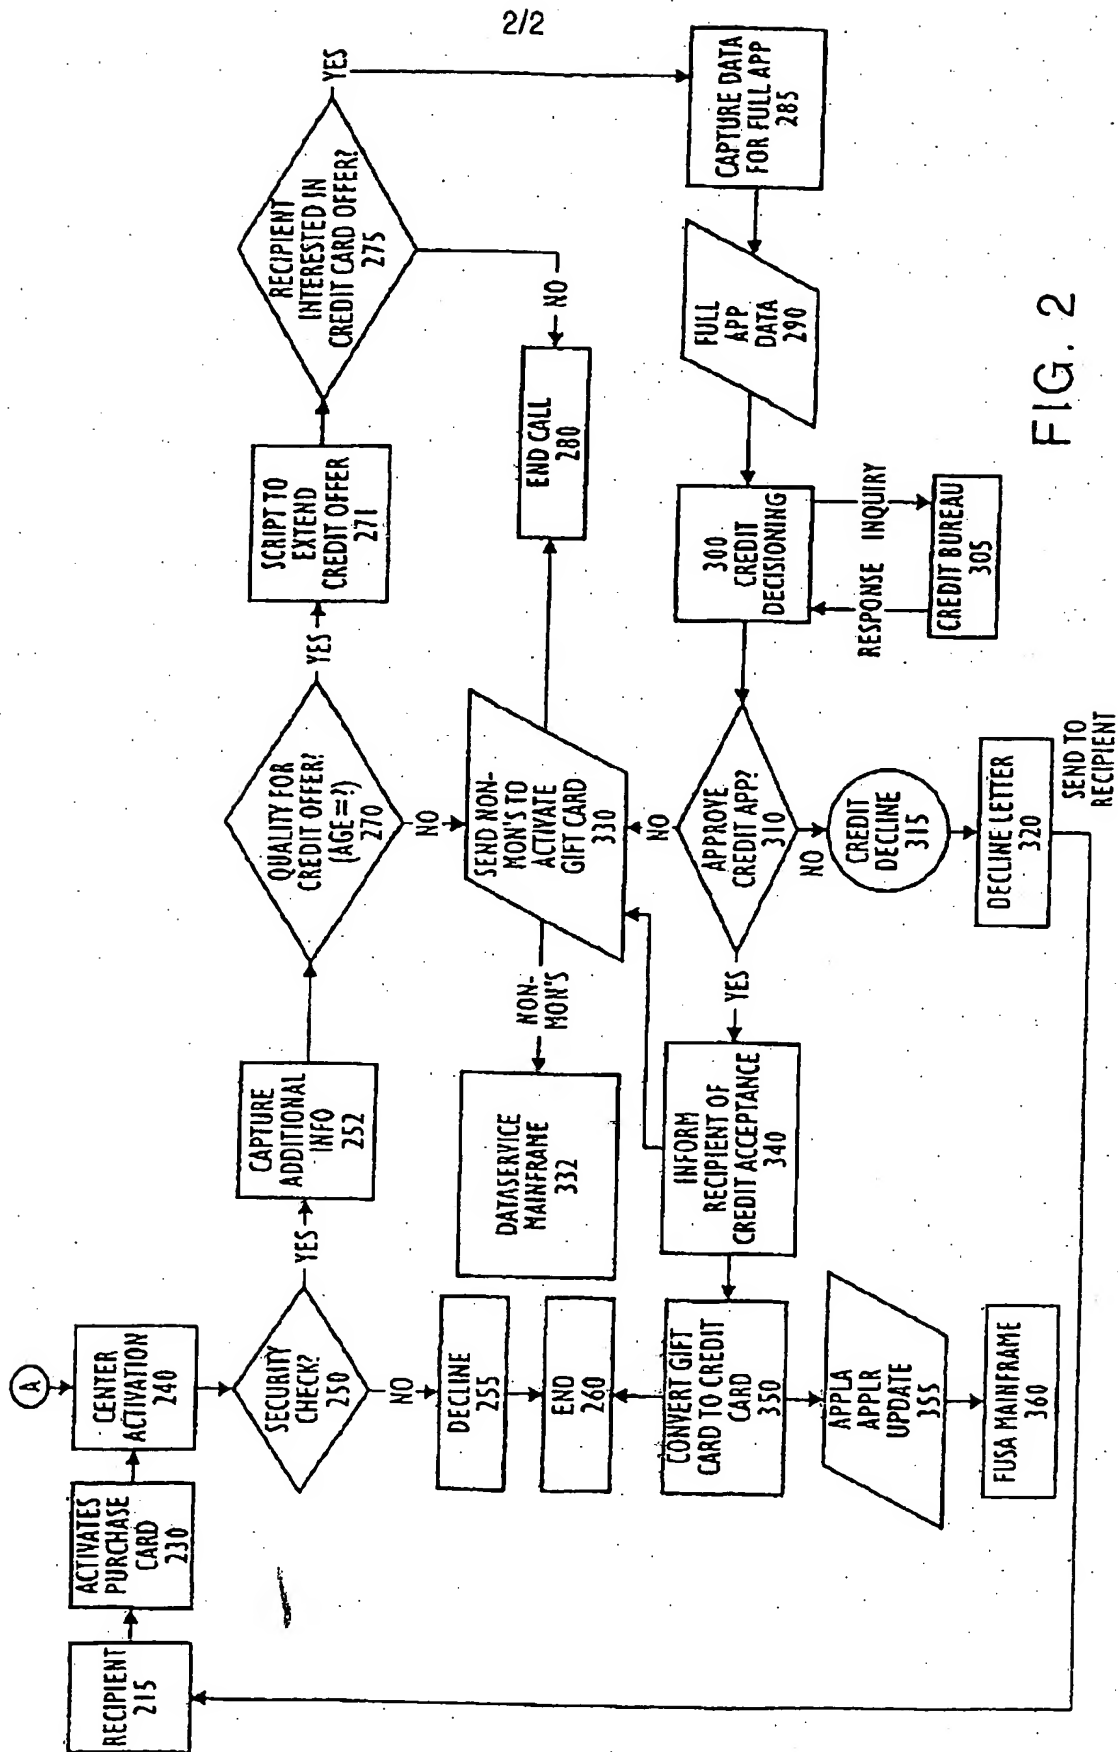 2/2
A
RECIPIENT
215
ACTIVATES
PURCHASE
CARD
230
CENTER
ACTIVATION
240
SECURITY
CHECK?
250
YES
NO
CAPTURE
ADDITIONAL
INFO
252
QUALITY FOR
CREDIT OFFER?
(AGE=?)
270
YES
NO
SCRIPT TO
EXTEND
CREDIT OFFER
271
RECIPIENT
INTERESTED IN
CREDIT CARD OFFER?
275
YES
NO
DECLINE
255
END
260
DATASERVICE
MAINFRAME
332
NON-
MON'S
SEND NON-
MON'S TO
ACTIVATE
GIFT CARD
330
END CALL
280
CONVERT GIFT
CARD TO CREDIT
CARD
350
INFORM
RECIPIENT OF
CREDIT ACCEPTANCE
340
YES
APPROVE
CREDIT APP?
310
NO
NO
300
CREDIT
DECISIONING
FULL
APP
DATA
290
CAPTURE DATA
FOR FULL APP
285
APPLA
APPLR
UPDATE
355
CREDIT
DECLINE
315
RESPONSE
INQUIRY
FUSA MAINFRAME
360
DECLINE LETTER
320
CREDIT BUREAU
305
SEND TO
RECIPIENT
FIG. 2